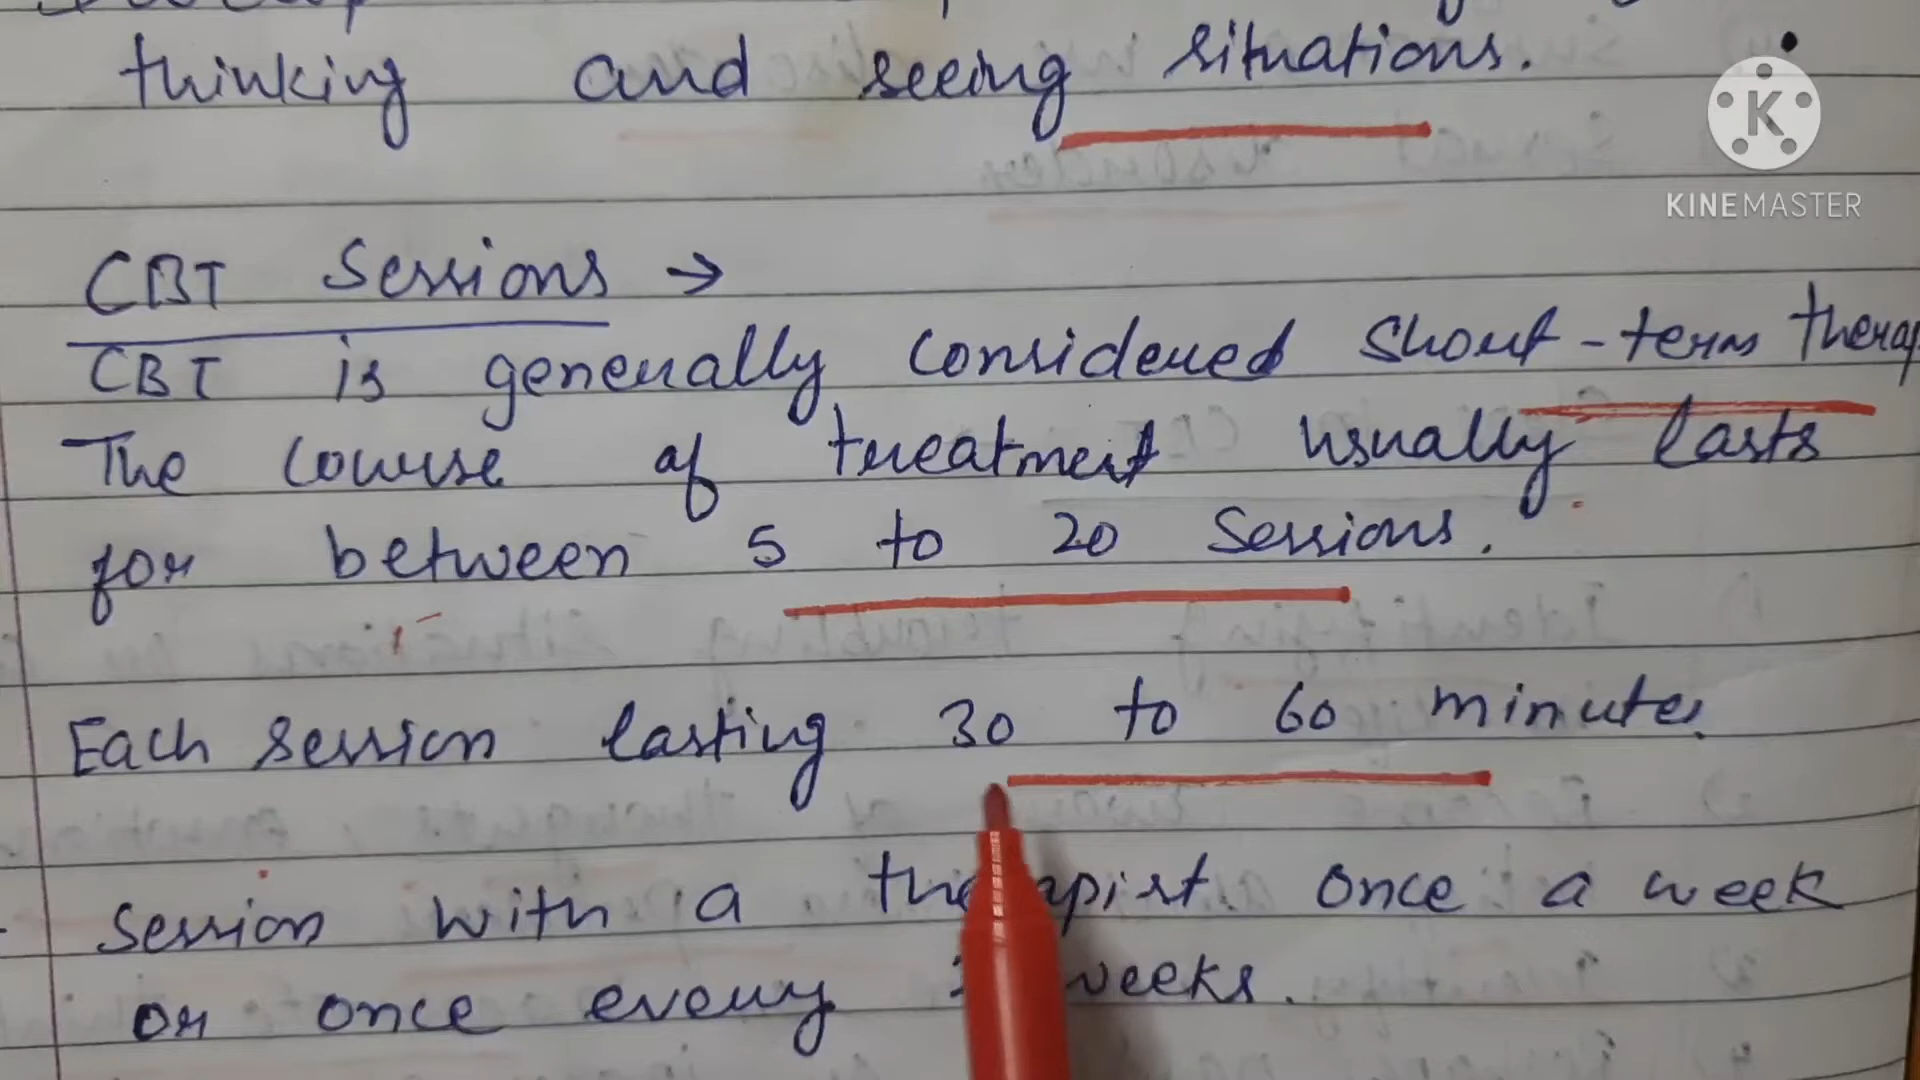 thinking and seeing situations.
K
KINEMASTER
CBT Sessions →
CBT is generally considered short-term therap
The course of treatment usually lasts
for between 5 to 20 Sessions.
Each session lasting 30 to 60 minutes.
Session with a therapist once a week
or once every weeks.